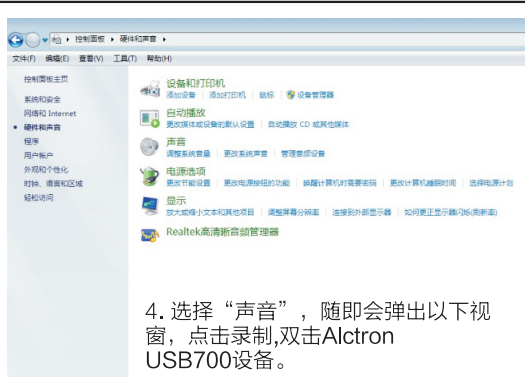 控制面板 ▸ 硬件和声音 ▸
文件(F) 编辑(E) 查看(V) 工具(T) 帮助(H)
控制面板主页
系统和安全
网络和 Internet
硬件和声音
程序
用户帐户
外观和个性化
时钟、语言和区域
轻松访问
设备和打印机
添加设备 | 添加打印机 | 鼠标 | 设备管理器
自动播放
更改媒体或设备的默认设置 | 自动播放 CD 或其他媒体
声音
调整系统音量 | 更改系统声音 | 管理音频设备
电源选项
更改节能设置 | 更改电源按钮的功能 | 唤醒计算机时需要密码 | 更改计算机睡眠时间 | 选择电源计划
显示
放大或缩小文本和其他项目 | 调整屏幕分辨率 | 连接到外部显示器 | 如何更正显示器闪烁(刷新率)
Realtek高清晰音频管理器
4. 选择“声音”，随即会弹出以下视
窗，点击录制,双击Alctron
USB700设备。